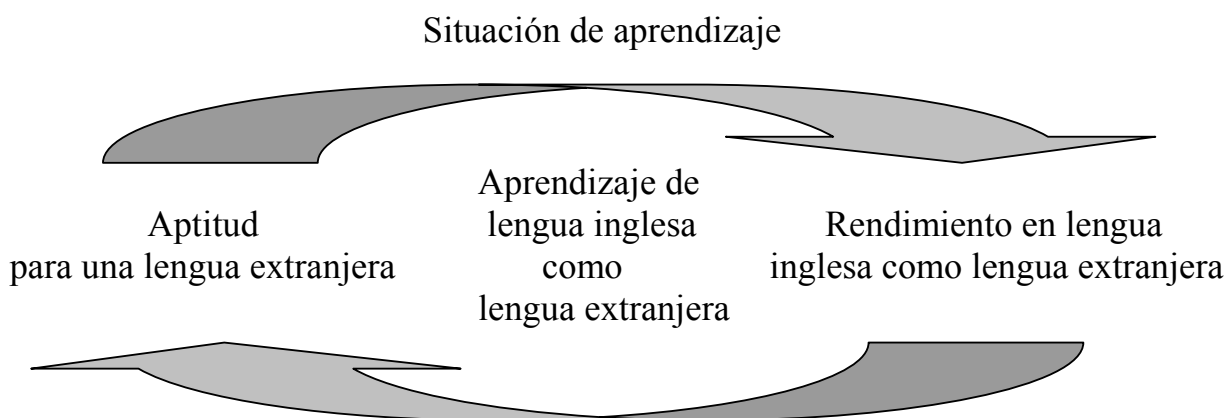 Situación de aprendizaje
Aptitud
para una lengua extranjera
Aprendizaje de
lengua inglesa
como
lengua extranjera
Rendimiento en lengua
inglesa como lengua extranjera